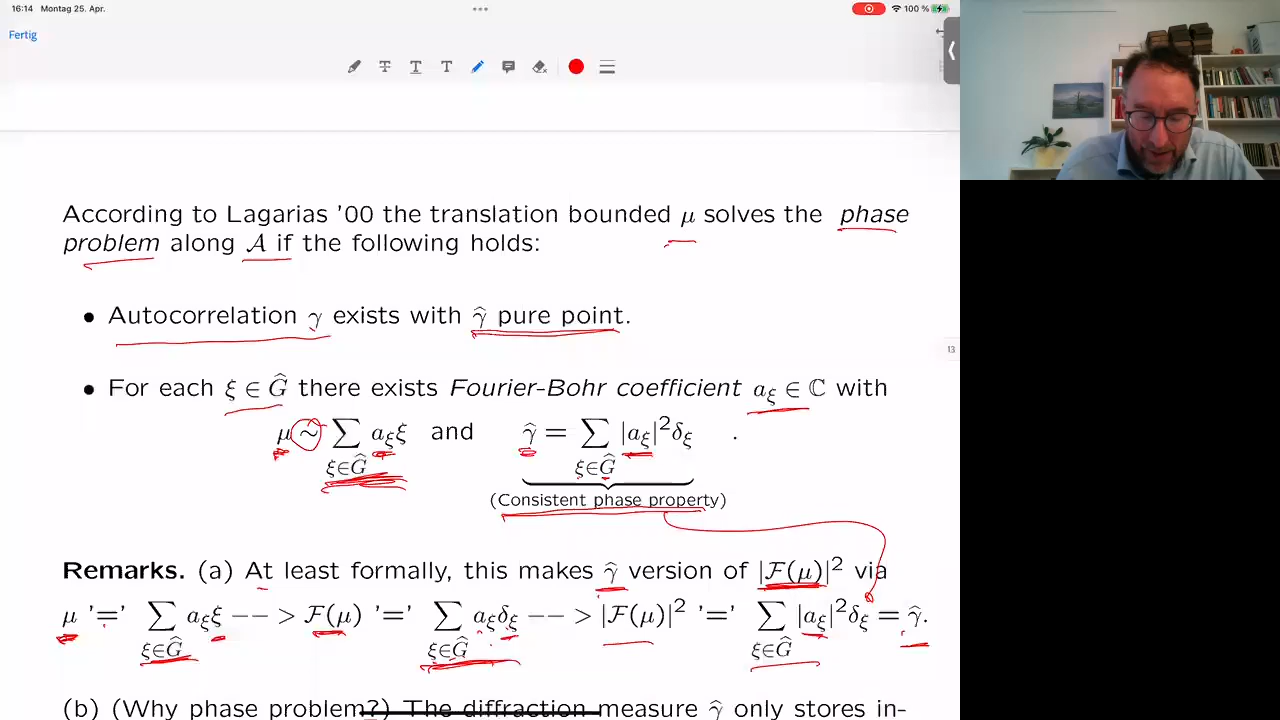 16:14 Montag 25. Apr.
100 %
Fertig
T T T
According to Lagarias '00 the translation bounded μ solves the phase
problem along 𝒜 if the following holds:
• Autocorrelation γ exists with γ̂ pure point.
• For each ξ ∈ Ĝ there exists Fourier-Bohr coefficient a_ξ ∈ ℂ with
μ ∼ ∑_{ξ∈Ĝ} a_ξ ξ and γ̂ = ∑_{ξ∈Ĝ} |a_ξ|² δ_ξ .
(Consistent phase property)
13
Remarks. (a) At least formally, this makes γ̂ version of |ℱ(μ)|² via
μ '=' ∑_{ξ∈Ĝ} a_ξ ξ −− > ℱ(μ) '=' ∑_{ξ∈Ĝ} a_ξ δ_ξ −− > |ℱ(μ)|² '=' ∑_{ξ∈Ĝ} |a_ξ|² δ_ξ = γ̂.
(b) (Why phase problem?) The diffraction measure γ̂ only stores in-